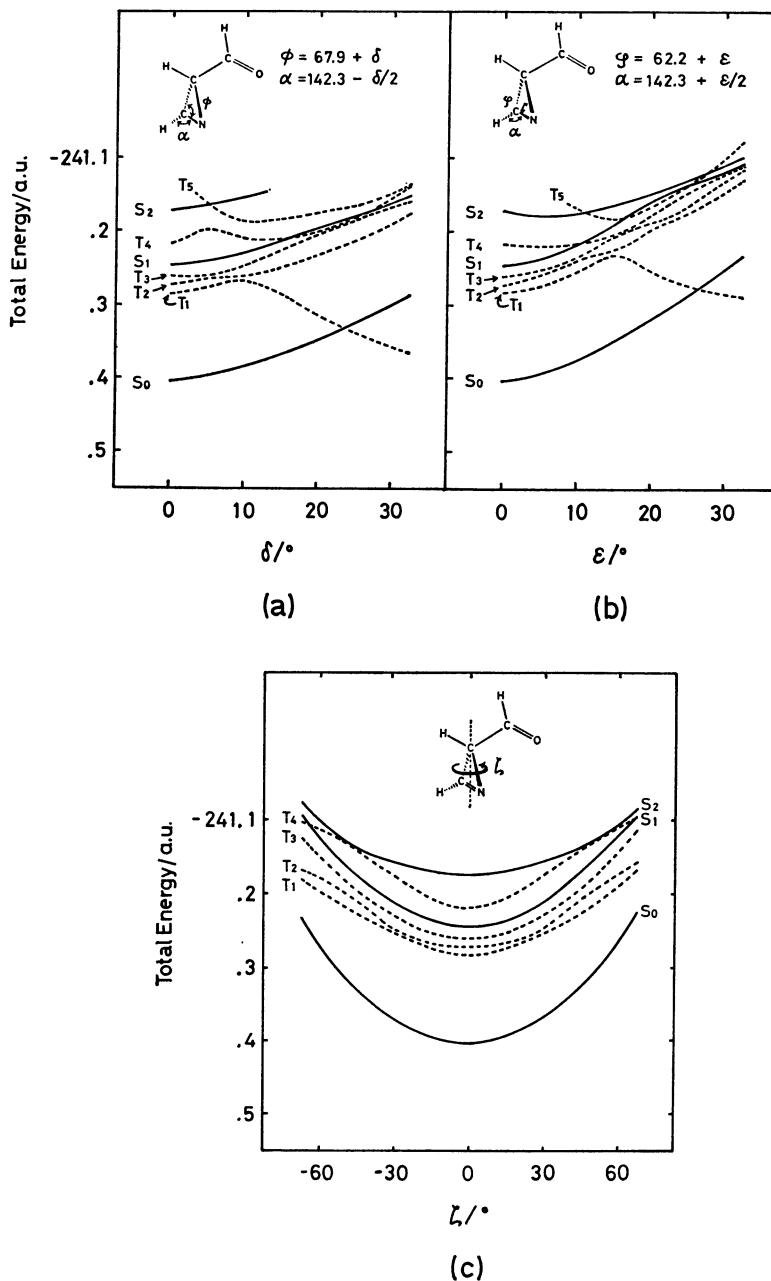 H
H C C O
ϕ
H C N
α
ϕ = 67.9 + δ
α = 142.3 - δ/2
H
H C C O
φ
H C N
α
φ = 62.2 + ε
α = 142.3 + ε/2
Total Energy/a.u.
-241.1
.2
.3
.4
.5
T5
S2
T4
S1
T3
T2
T1
S0
T5
S2
T4
S1
T3
T2
T1
S0
0 10 20 30
0 10 20 30
δ/°
ε/°
(a)
(b)
H
H C C O
ζ
H C N
Total Energy/a.u.
-241.1
.2
.3
.4
.5
T4
T3
T2
T1
S2
S1
S0
-60 -30 0 30 60
ζ/°
(c)